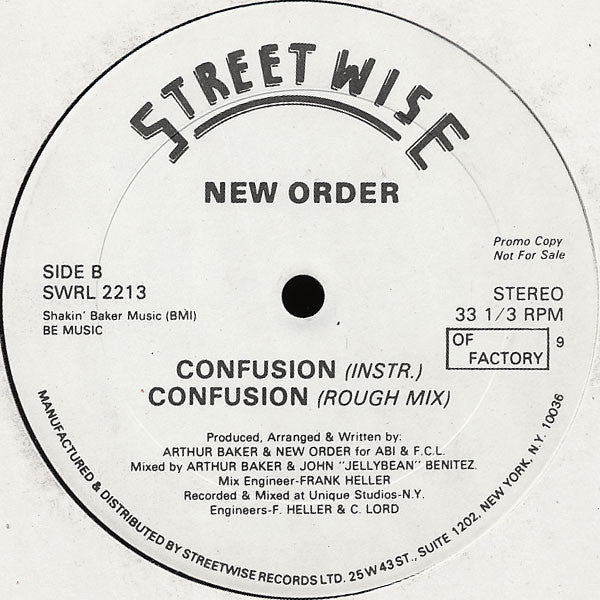 STREETWISE
NEW ORDER
Promo Copy
Not For Sale
SIDE B
SWRL 2213
Shakin' Baker Music (BMI)
BE MUSIC
STEREO
33 1/3 RPM
OF
FACTORY
9
CONFUSION (INSTR.)
CONFUSION (ROUGH MIX)
Produced, Arranged & Written by:
ARTHUR BAKER & NEW ORDER for ABI & F.C.L.
Mixed by ARTHUR BAKER & JOHN "JELLYBEAN" BENITEZ.
Mix Engineer-FRANK HELLER
Recorded & Mixed at Unique Studios-N.Y.
Engineers-F. HELLER & C. LORD
MANUFACTURED & DISTRIBUTED BY STREETWISE RECORDS LTD. 25 W 43 ST., SUITE 1202, NEW YORK, N.Y. 10036